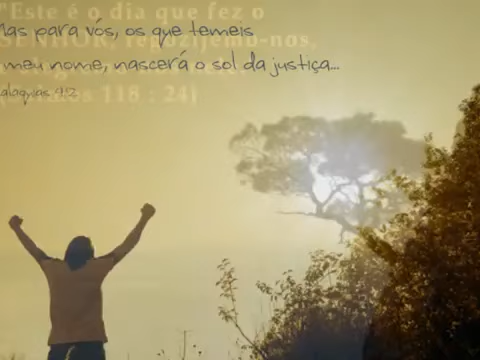 "Este é o dia que fez o
Mas para vós, os que temeis
SENHOR; regozijemo-nos,
meu nome, nascerá o sol da justiça...
alaquias 4:2
(Salmos 118 : 24)